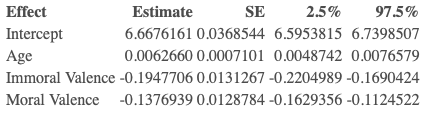 Effect Estimate SE 2.5% 97.5%
Intercept 6.6676161 0.0368544 6.5953815 6.7398507
Age 0.0062660 0.0007101 0.0048742 0.0076579
Immoral Valence -0.1947706 0.0131267 -0.2204989 -0.1690424
Moral Valence -0.1376939 0.0128784 -0.1629356 -0.1124522